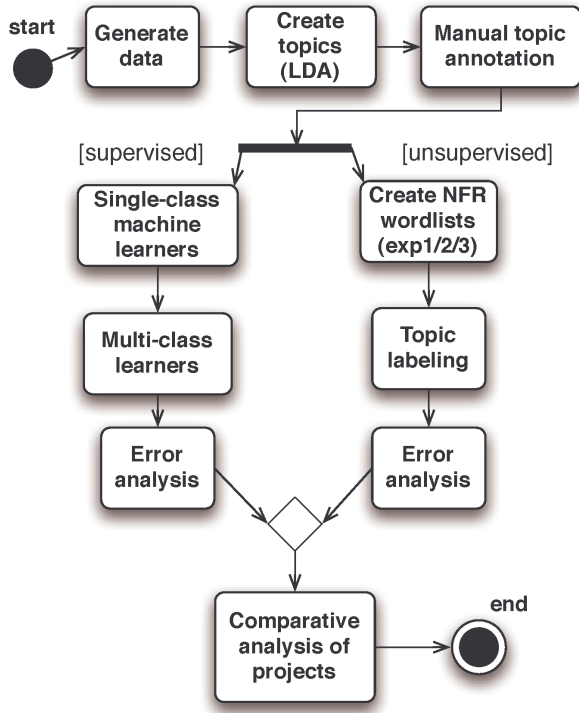 start
Generate
data
Create
topics
(LDA)
Manual topic
annotation
[supervised]
[unsupervised]
Single-class
machine
learners
Create NFR
wordlists
(exp1/2/3)
Multi-class
learners
Topic
labeling
Error
analysis
Error
analysis
Comparative
analysis of
projects
end